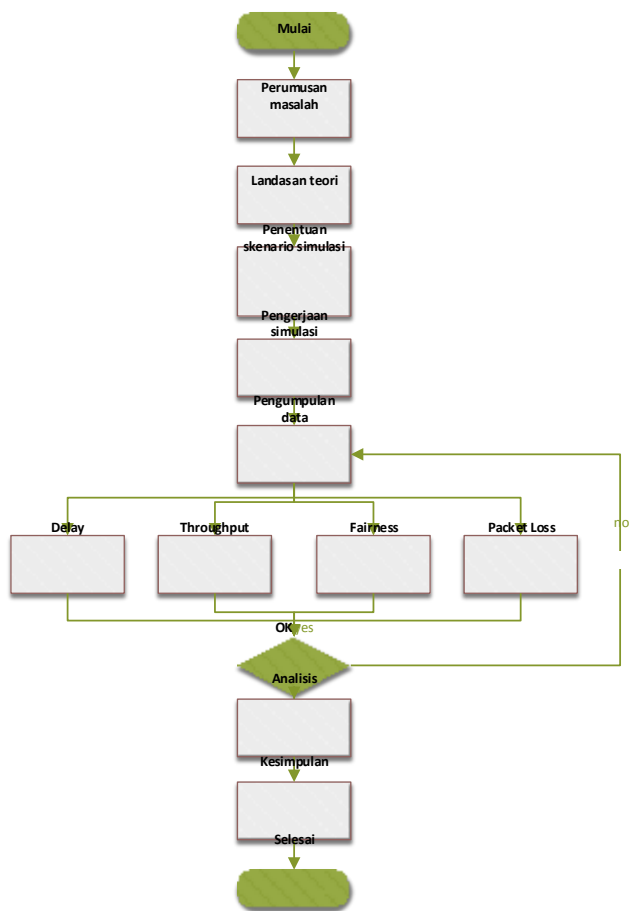 Mulai
Perumusan
masalah
Landasan teori
Penentuan
skenario simulasi
Pengerjaan
simulasi
Pengumpulan
data
Delay
Throughput
Fairness
Packet Loss
no
OK
yes
Analisis
Kesimpulan
Selesai